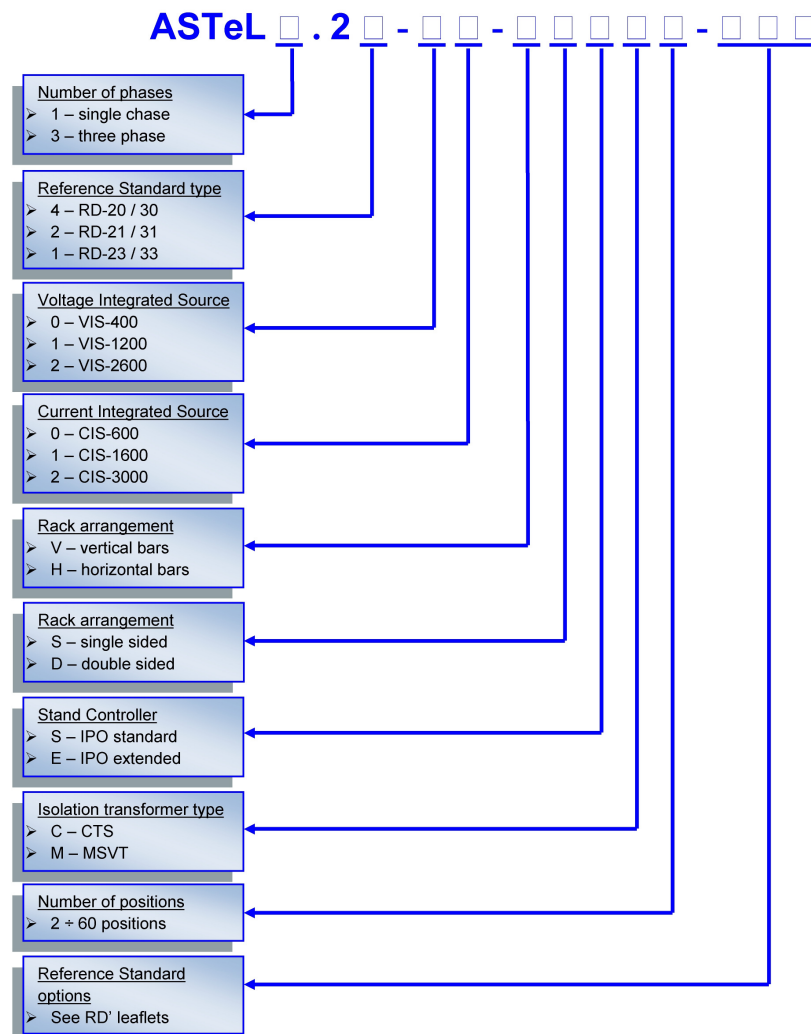 ASTeL □ . 2 □ - □ □ - □ □ □ □ □ - □ □ □
Number of phases
➢ 1 – single chase
➢ 3 – three phase
Reference Standard type
➢ 4 – RD-20 / 30
➢ 2 – RD-21 / 31
➢ 1 – RD-23 / 33
Voltage Integrated Source
➢ 0 – VIS-400
➢ 1 – VIS-1200
➢ 2 – VIS-2600
Current Integrated Source
➢ 0 – CIS-600
➢ 1 – CIS-1600
➢ 2 – CIS-3000
Rack arrangement
➢ V – vertical bars
➢ H – horizontal bars
Rack arrangement
➢ S – single sided
➢ D – double sided
Stand Controller
➢ S – IPO standard
➢ E – IPO extended
Isolation transformer type
➢ C – CTS
➢ M – MSVT
Number of positions
➢ 2 ÷ 60 positions
Reference Standard
options
➢ See RD' leaflets